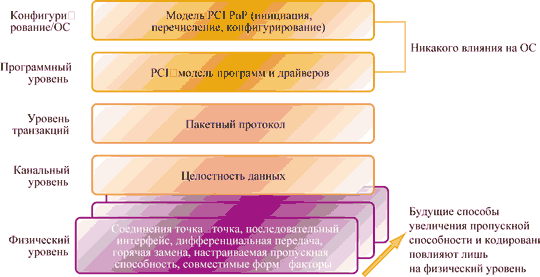 Конфигури
рование/ОС
Модель PCI PnP (инициация,
перечисление, конфигурирование)
Никакого влияния на ОС
Программный
уровень
PCI модель программ и драйверов
Уровень
транзакций
Пакетный протокол
Канальный
уровень
Целостность данных
Физический
уровень
Соединения точка точка, последовательный
интерфейс, дифференциальная передача,
горячая замена, настраиваемая пропускная
способность, совместимые форм факторы
Будущие способы
увеличения пропускной
способности и кодировани
повлияют лишь
на физический уровень